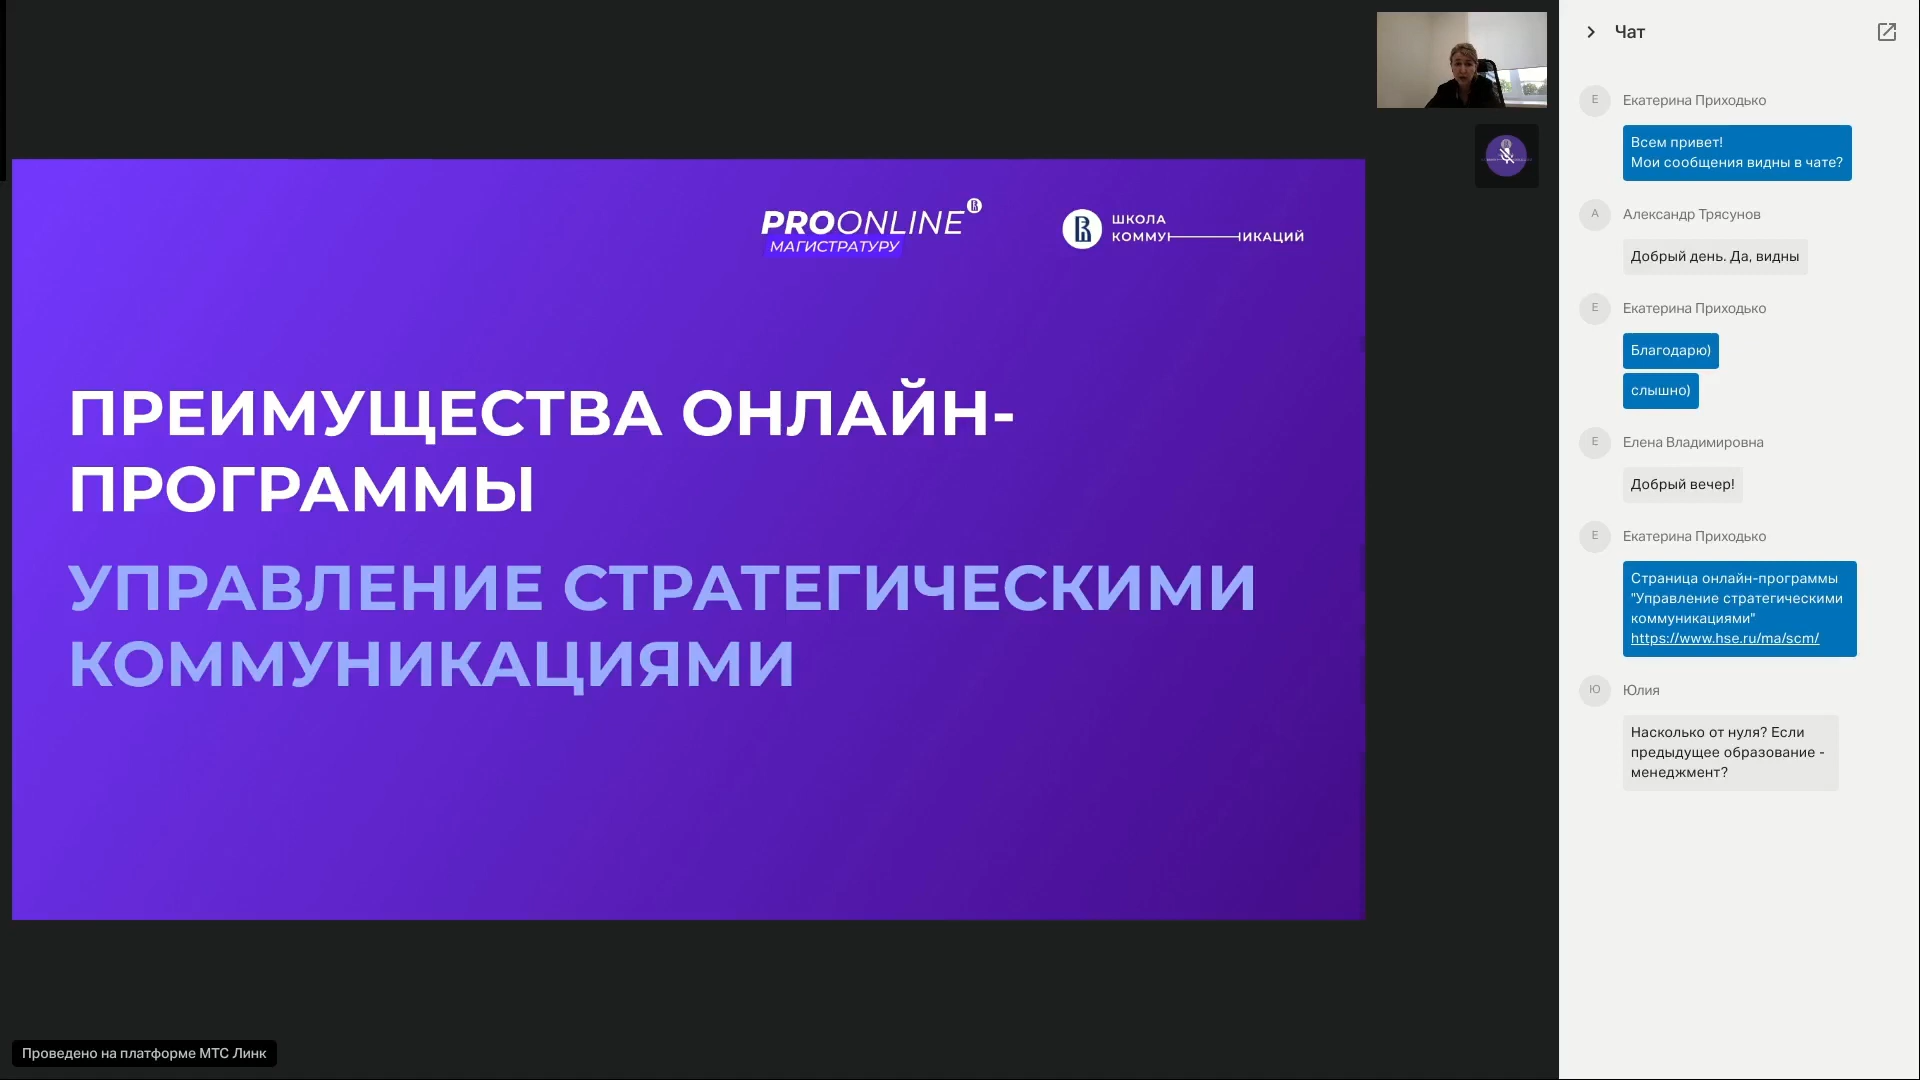 PROONLINE
МАГИСТРАТУРУ
ШКОЛА
КОММУНИКАЦИЙ
ПРЕИМУЩЕСТВА ОНЛАЙН-
ПРОГРАММЫ
УПРАВЛЕНИЕ СТРАТЕГИЧЕСКИМИ
КОММУНИКАЦИЯМИ
Проведено на платформе МТС Линк
Чат
Е
Екатерина Приходько
Всем привет!
Мои сообщения видны в чате?
А
Александр Трясунов
Добрый день. Да, видны
Е
Екатерина Приходько
Благодарю)
слышно)
Е
Елена Владимировна
Добрый вечер!
Е
Екатерина Приходько
Страница онлайн-программы
"Управление стратегическими
коммуникациями"
https://www.hse.ru/ma/scm/
Ю
Юлия
Насколько от нуля? Если
предыдущее образование -
менеджмент?